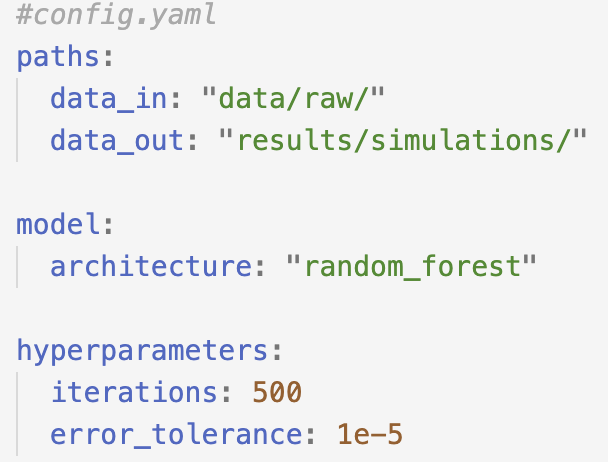 #config.yaml
paths:
  data_in: "data/raw/"
  data_out: "results/simulations/"

model:
  architecture: "random_forest"

hyperparameters:
  iterations: 500
  error_tolerance: 1e-5